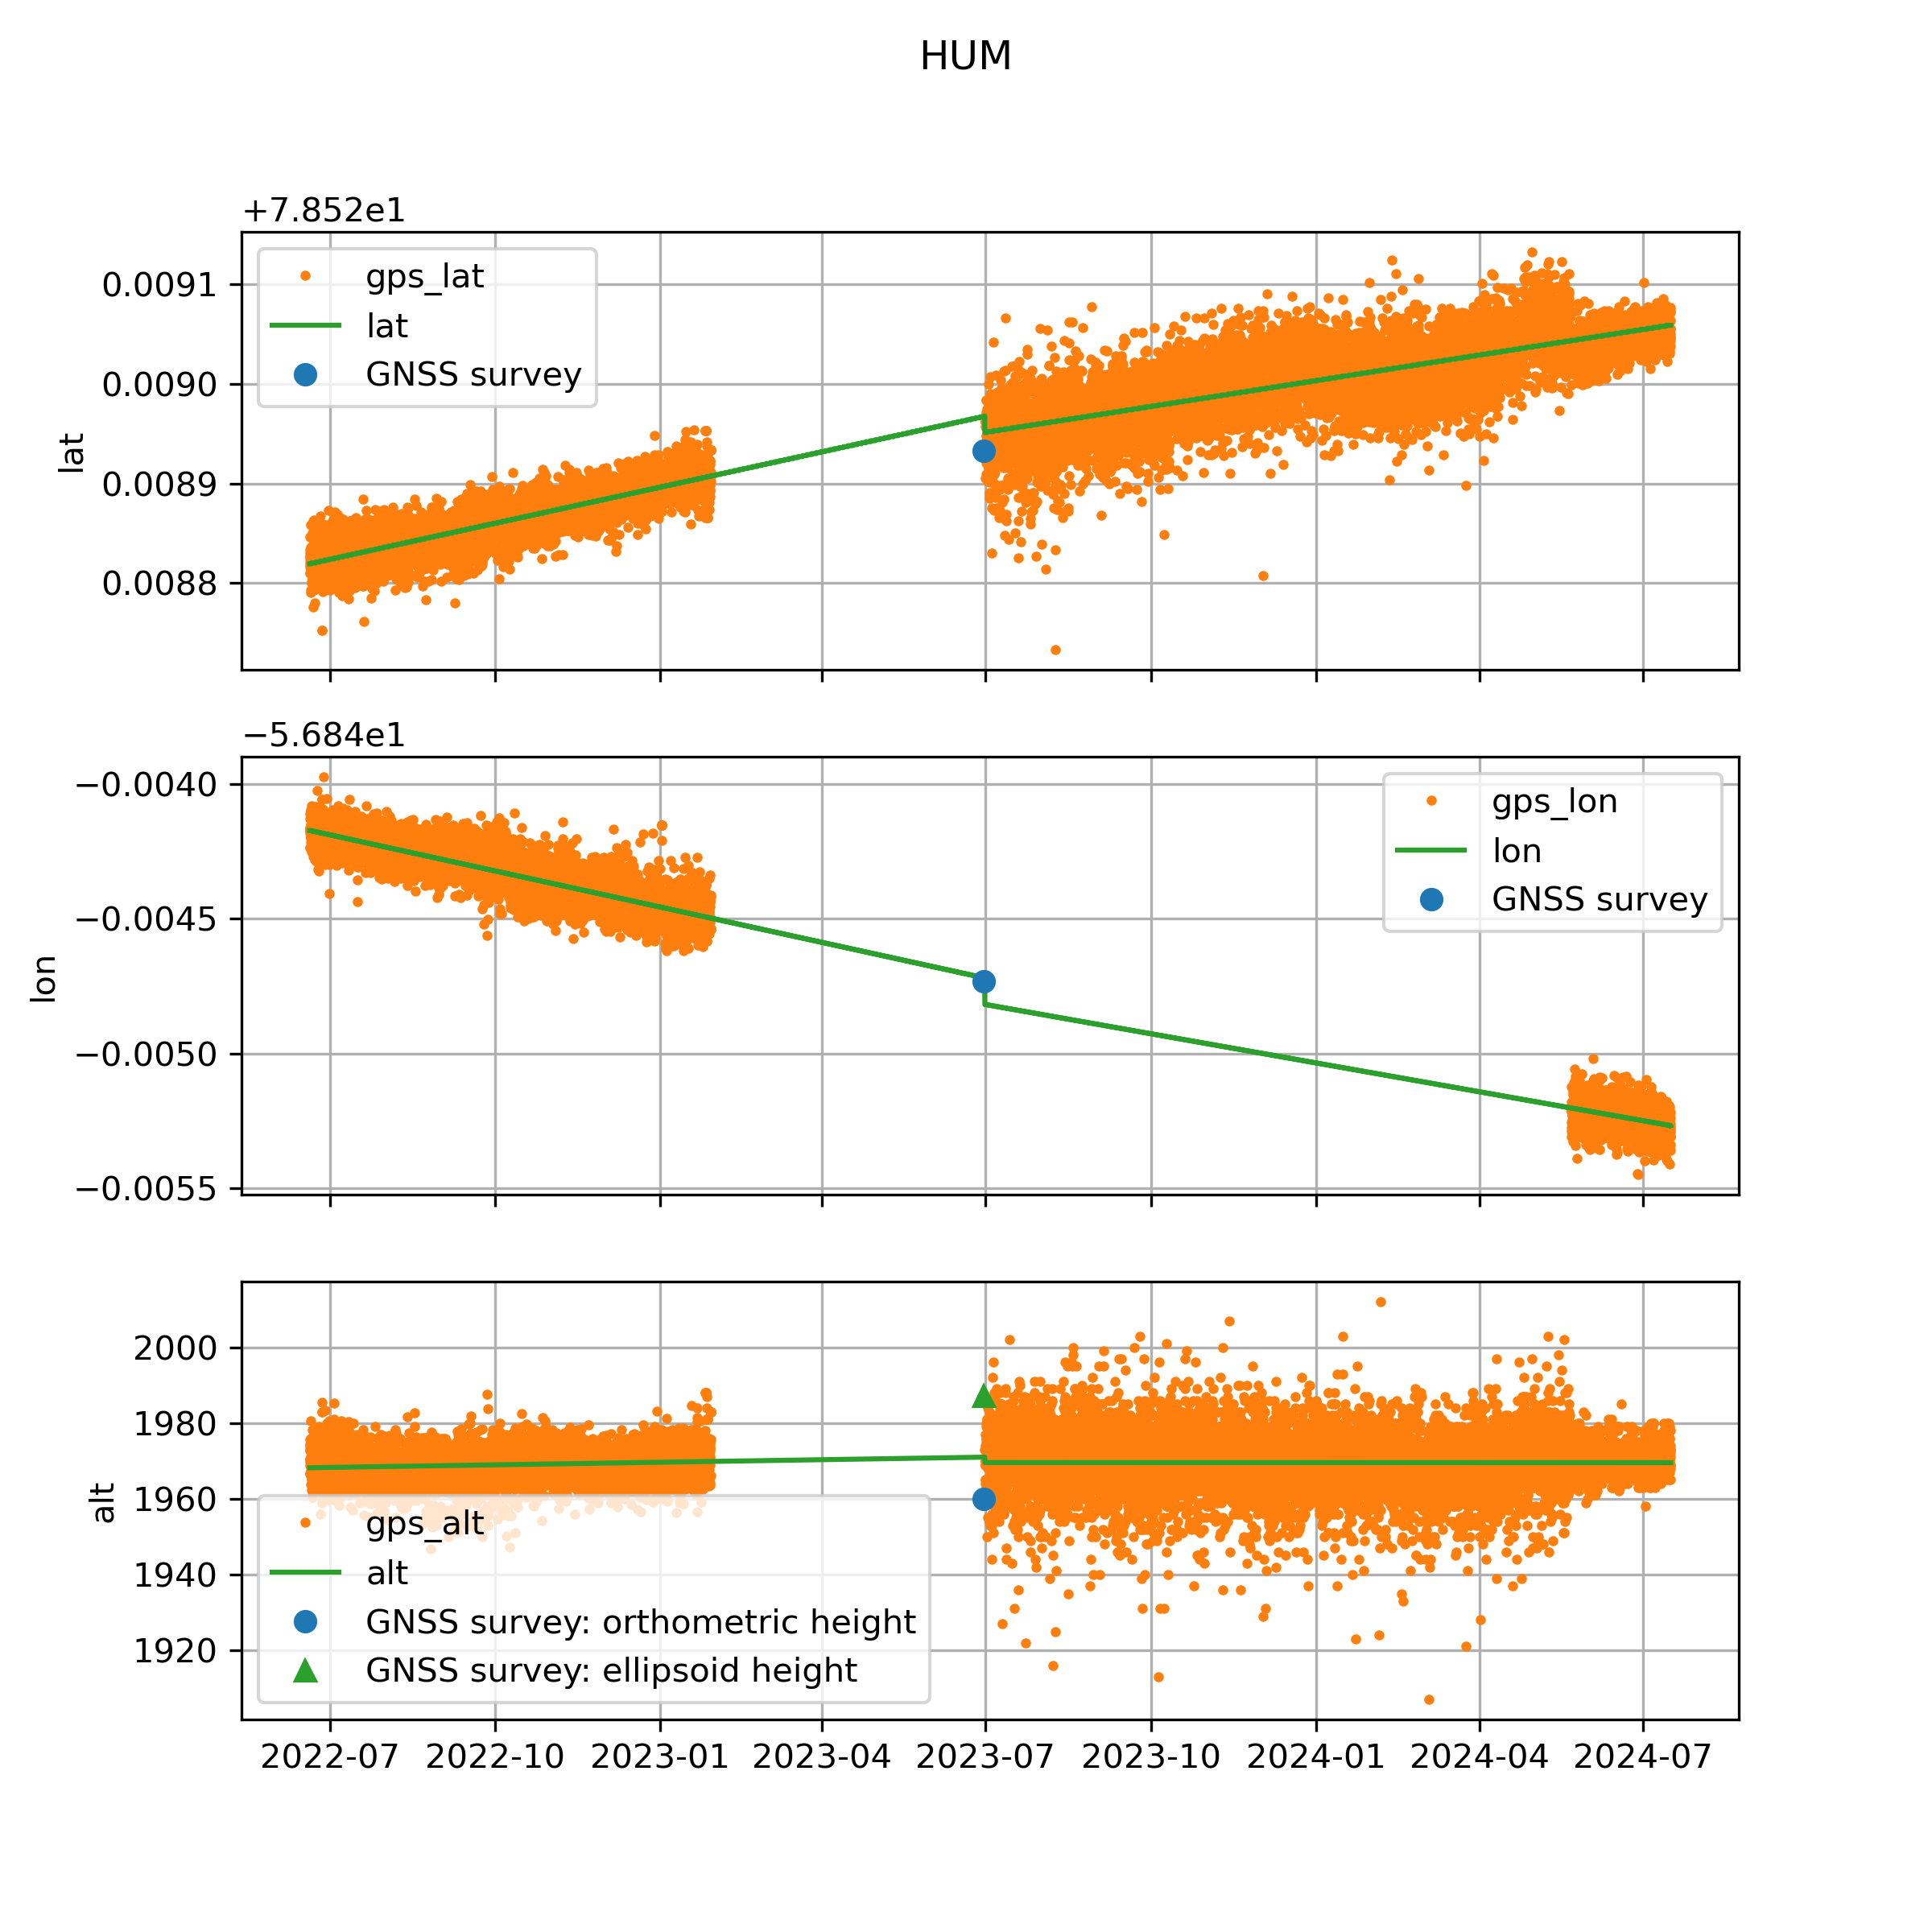 HUM
+7.852e1
0.0091
0.0090
0.0089
0.0088
lat
gps_lat
lat
GNSS survey
−5.684e1
−0.0040
−0.0045
−0.0050
−0.0055
lon
gps_lon
lon
GNSS survey
2000
1980
1960
1940
1920
alt
gps_alt
alt
GNSS survey: orthometric height
GNSS survey: ellipsoid height
2022-07 2022-10 2023-01 2023-04 2023-07 2023-10 2024-01 2024-04 2024-07